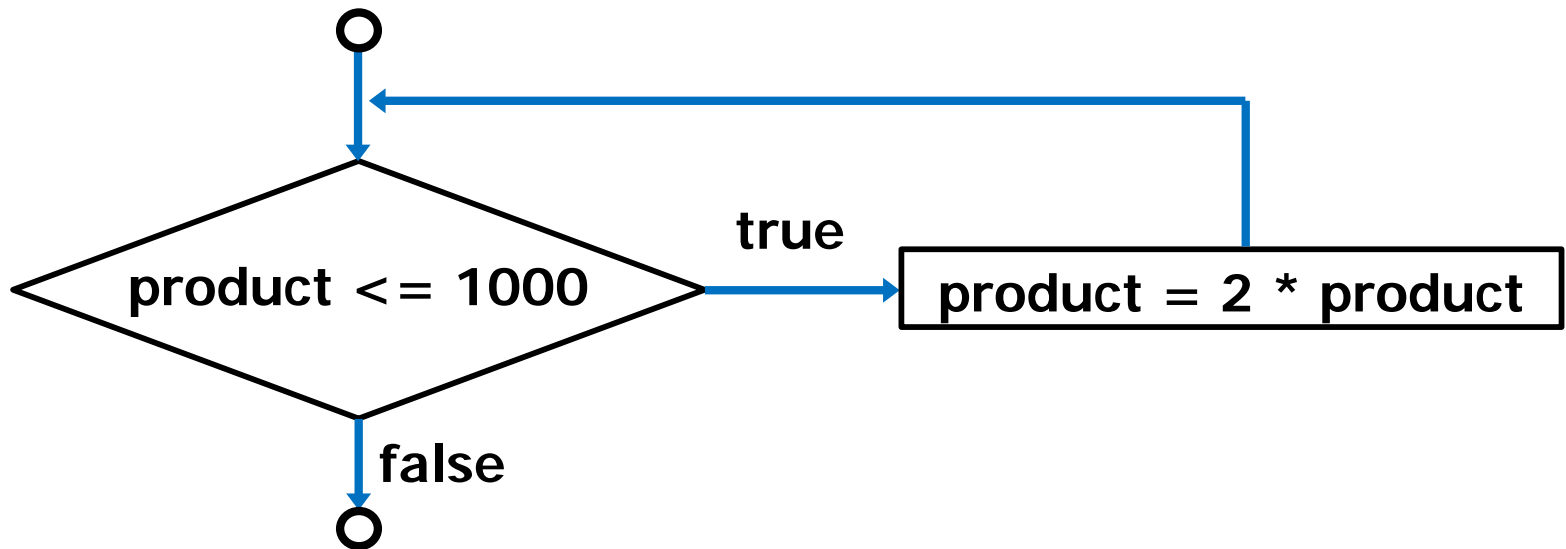 true
product <= 1000
product = 2 * product
false